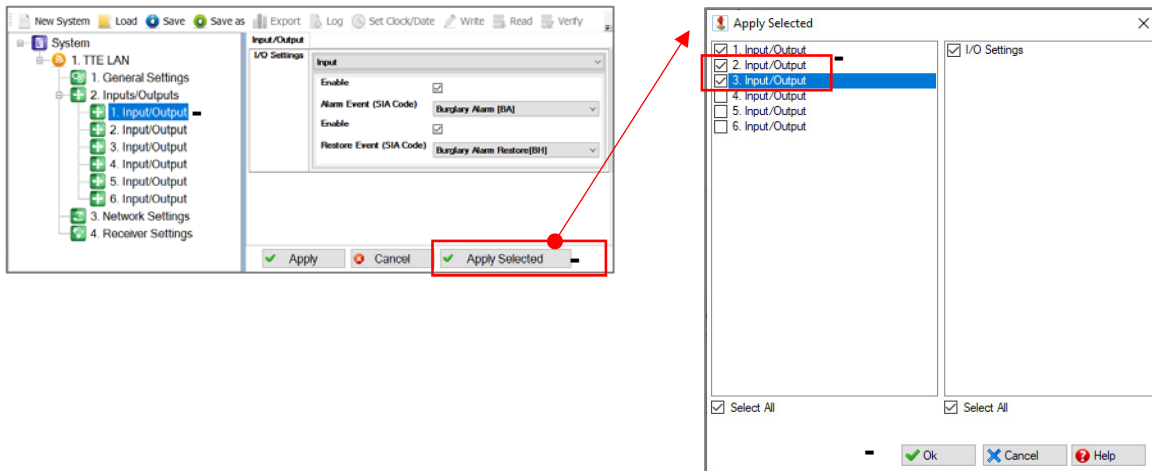 New System Load Save Save as Export Log Set Clock/Date Write Read Verify
System
1. TTE LAN
1. General Settings
2. Inputs/Outputs
1. Input/Output
2. Input/Output
3. Input/Output
4. Input/Output
5. Input/Output
6. Input/Output
3. Network Settings
4. Receiver Settings
Input/Output
I/O Settings
Input
Enable
Alarm Event (SIA Code) Burglary Alarm [BA]
Enable
Restore Event (SIA Code) Burglary Alarm Restore[BH]
Apply Cancel Apply Selected
Apply Selected
1. Input/Output
2. Input/Output
3. Input/Output
4. Input/Output
5. Input/Output
6. Input/Output
Select All
I/O Settings
Select All
Ok Cancel Help